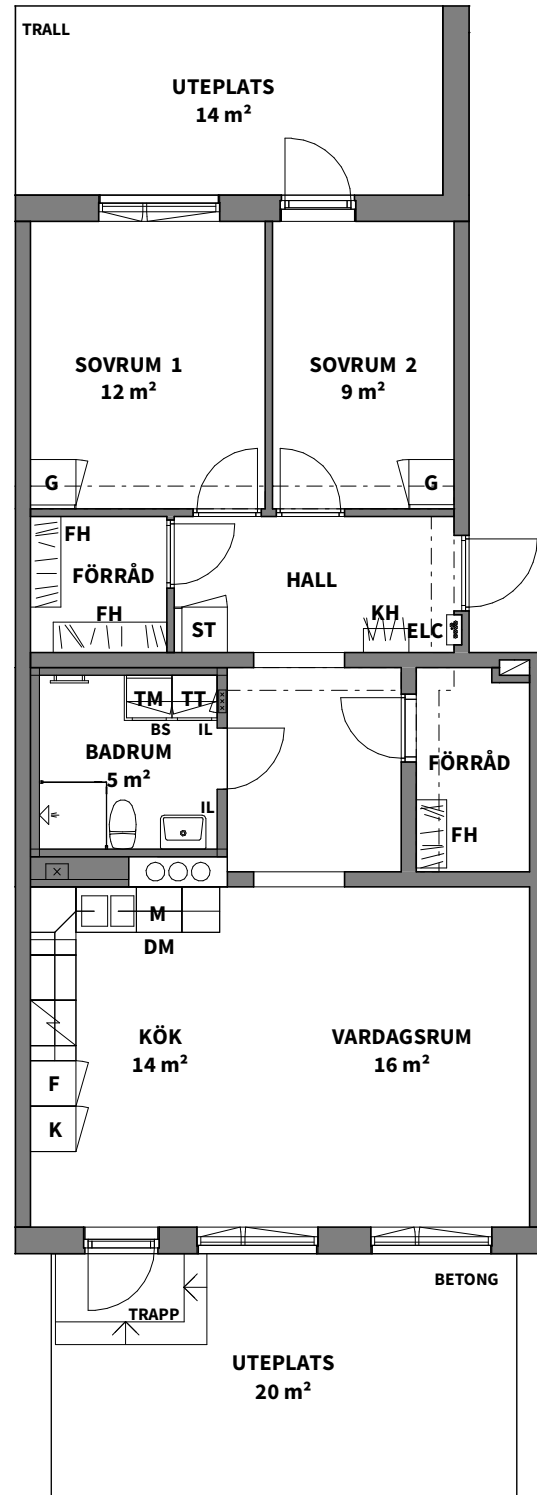 TRALL
UTEPLATS
14 m²
SOVRUM 1
12 m²
SOVRUM 2
9 m²
G
G
FH
FÖRRÅD
FH
HALL
ST
KH
ELC
TM
TT
BS
IL
BADRUM
5 m²
IL
FÖRRÅD
FH
M
DM
KÖK
14 m²
VARDAGSRUM
16 m²
F
K
BETONG
TRAPP
UTEPLATS
20 m²